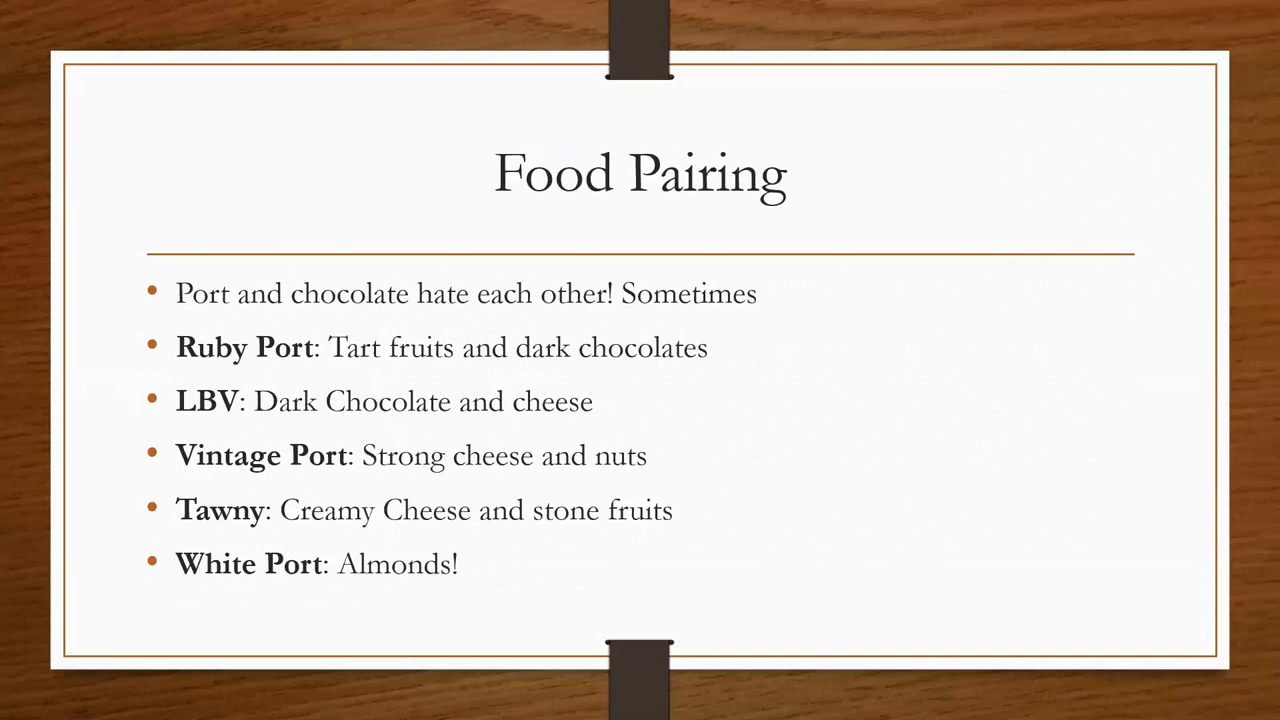 Food Pairing
• Port and chocolate hate each other! Sometimes
• Ruby Port: Tart fruits and dark chocolates
• LBV: Dark Chocolate and cheese
• Vintage Port: Strong cheese and nuts
• Tawny: Creamy Cheese and stone fruits
• White Port: Almonds!